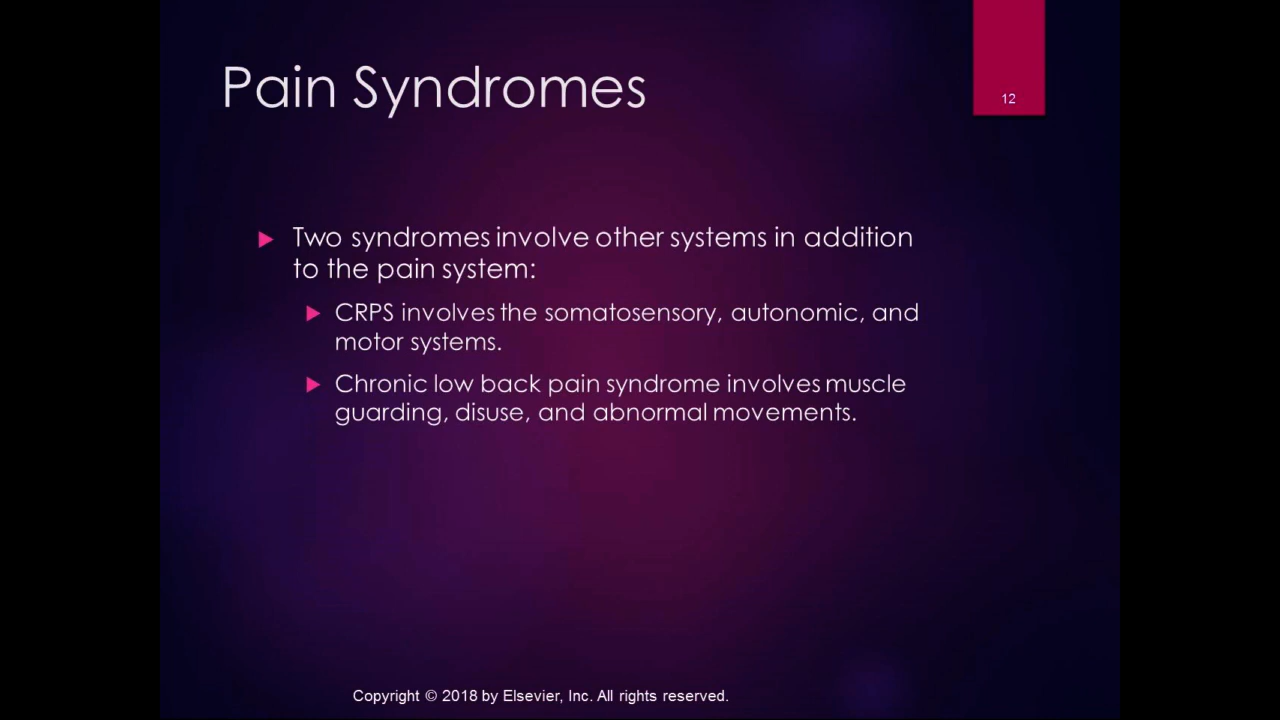 Pain Syndromes
12
Two syndromes involve other systems in addition
to the pain system:
CRPS involves the somatosensory, autonomic, and
motor systems.
Chronic low back pain syndrome involves muscle
guarding, disuse, and abnormal movements.
Copyright © 2018 by Elsevier, Inc. All rights reserved.